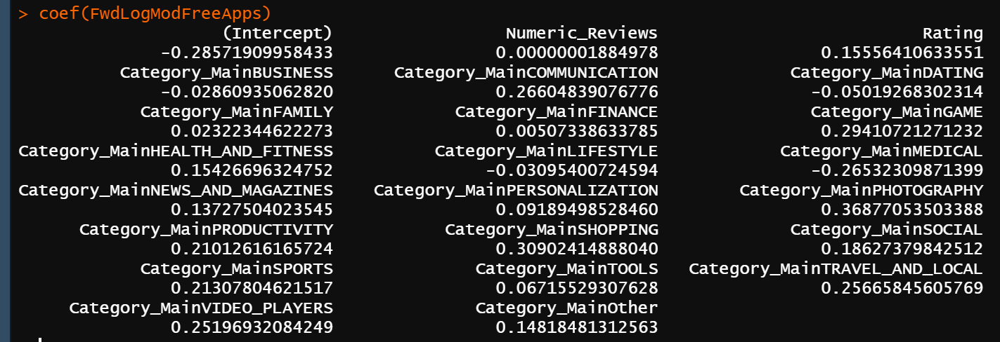 > coef(FwdLogModFreeApps)
(Intercept) Numeric_Reviews Rating
-0.28571909958433 0.00000001884978 0.15556410633551
Category_MainBUSINESS Category_MainCOMMUNICATION Category_MainDATING
-0.02860935062820 0.26604839076776 -0.05019268302314
Category_MainFAMILY Category_MainFINANCE Category_MainGAME
0.02322344622273 0.00507338633785 0.29410721271232
Category_MainHEALTH_AND_FITNESS Category_MainLIFESTYLE Category_MainMEDICAL
0.15426696324752 -0.03095400724594 -0.26532309871399
Category_MainNEWS_AND_MAGAZINES Category_MainPERSONALIZATION Category_MainPHOTOGRAPHY
0.13727504023545 0.09189498528460 0.36877053503388
Category_MainPRODUCTIVITY Category_MainSHOPPING Category_MainSOCIAL
0.21012616165724 0.30902414888040 0.18627379842512
Category_MainSPORTS Category_MainTOOLS Category_MainTRAVEL_AND_LOCAL
0.21307804621517 0.06715529307628 0.25665845605769
Category_MainVIDEO_PLAYERS Category_MainOther
0.25196932084249 0.14818481312563